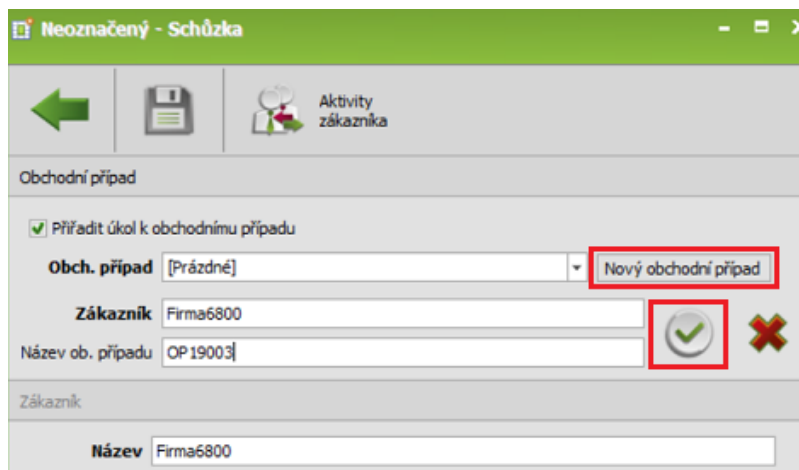 Neoznačený - Schůzka
Aktivity
zákazníka
Obchodní případ
Přiřadit úkol k obchodnímu případu
Obch. případ [Prázdné] Nový obchodní případ
Zákazník Firma6800
Název ob. případu OP19003
Zákazník
Název Firma6800